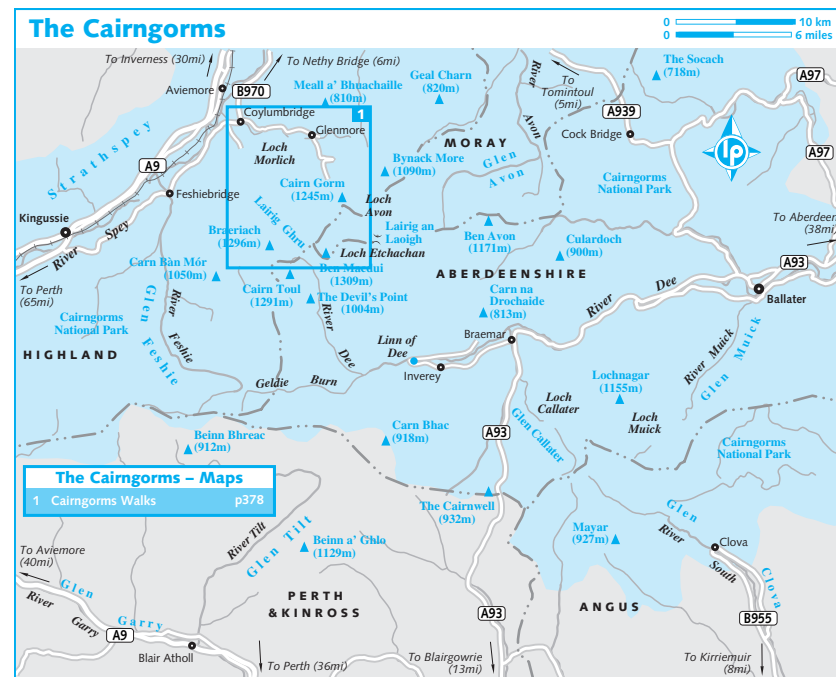 The Cairngorms
0 10 km
0 6 miles
To Inverness (30mi)
To Nethy Bridge (6mi)
Aviemore
B970
Meall a' Bhuachaille
(810m)
Geal Charn
(820m)
River
Avon
To
Tomintoul
(5mi)
The Socach
(718m)
A97
A939
Coylumbridge
1
Glenmore
Loch
Morlich
MORAY
Glen
Avon
Cock Bridge
lp
A97
Strathspey
A9
Bynack More
(1090m)
Cairngorms
National Park
Feshiebridge
Cairn Gorm
(1245m)
Loch
Avon
Kingussie
River Spey
Lairig Ghru
Braeriach
(1296m)
Lairig an
Laoigh
Loch Etchachan
Ben Avon
(1171m)
Culardoch
(900m)
To Aberdeen
(38mi)
A93
Carn Bàn Mór
(1050m)
Ben Macdui
(1309m)
ABERDEENSHIRE
Cairn Toul
(1291m)
The Devil's Point
(1004m)
Carn na
Drochaide
(813m)
River Dee
Ballater
To Perth
(65mi)
Cairngorms
National Park
Glen Feshie
River Feshie
River Dee
Linn of
Dee
Braemar
HIGHLAND
Inverey
River Muick
Glen Muick
Geldie Burn
Lochnagar
(1155m)
Loch
Callater
Loch
Muick
Beinn Bhreac
(912m)
Carn Bhac
(918m)
A93
Glen Callater
Cairngorms
National Park
The Cairngorms – Maps
1 Cairngorms Walks p378
The Cairnwell
(932m)
Glen Clova
River South
River Tilt
Glen Tilt
Beinn a' Ghlo
(1129m)
Mayar
(927m)
Clova
To Aviemore
(40mi)
Glen Garry
River Garry
A9
PERTH
& KINROSS
A93
ANGUS
B955
Blair Atholl
To Perth (36mi)
To Blairgowrie
(13mi)
To Kirriemuir
(8mi)